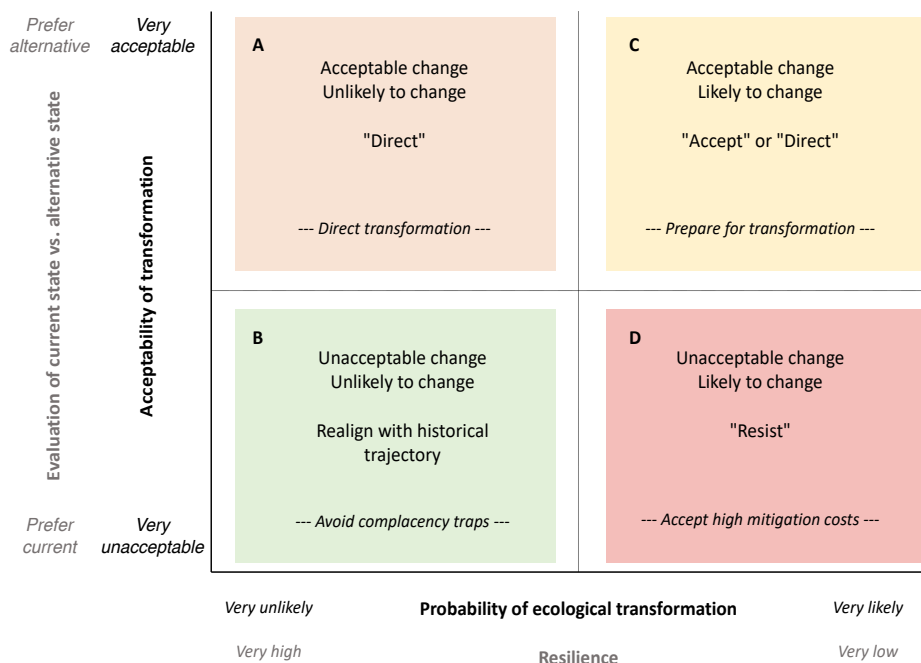 Prefer
alternative
Very
acceptable
Evaluation of current state vs. alternative state
Acceptability of transformation
Prefer
current
Very
unacceptable
A
Acceptable change
Unlikely to change
"Direct"
--- Direct transformation ---
C
Acceptable change
Likely to change
"Accept" or "Direct"
--- Prepare for transformation ---
B
Unacceptable change
Unlikely to change
Realign with historical
trajectory
--- Avoid complacency traps ---
D
Unacceptable change
Likely to change
"Resist"
--- Accept high mitigation costs ---
Very unlikely
Probability of ecological transformation
Very likely
Very high
Resilience
Very low